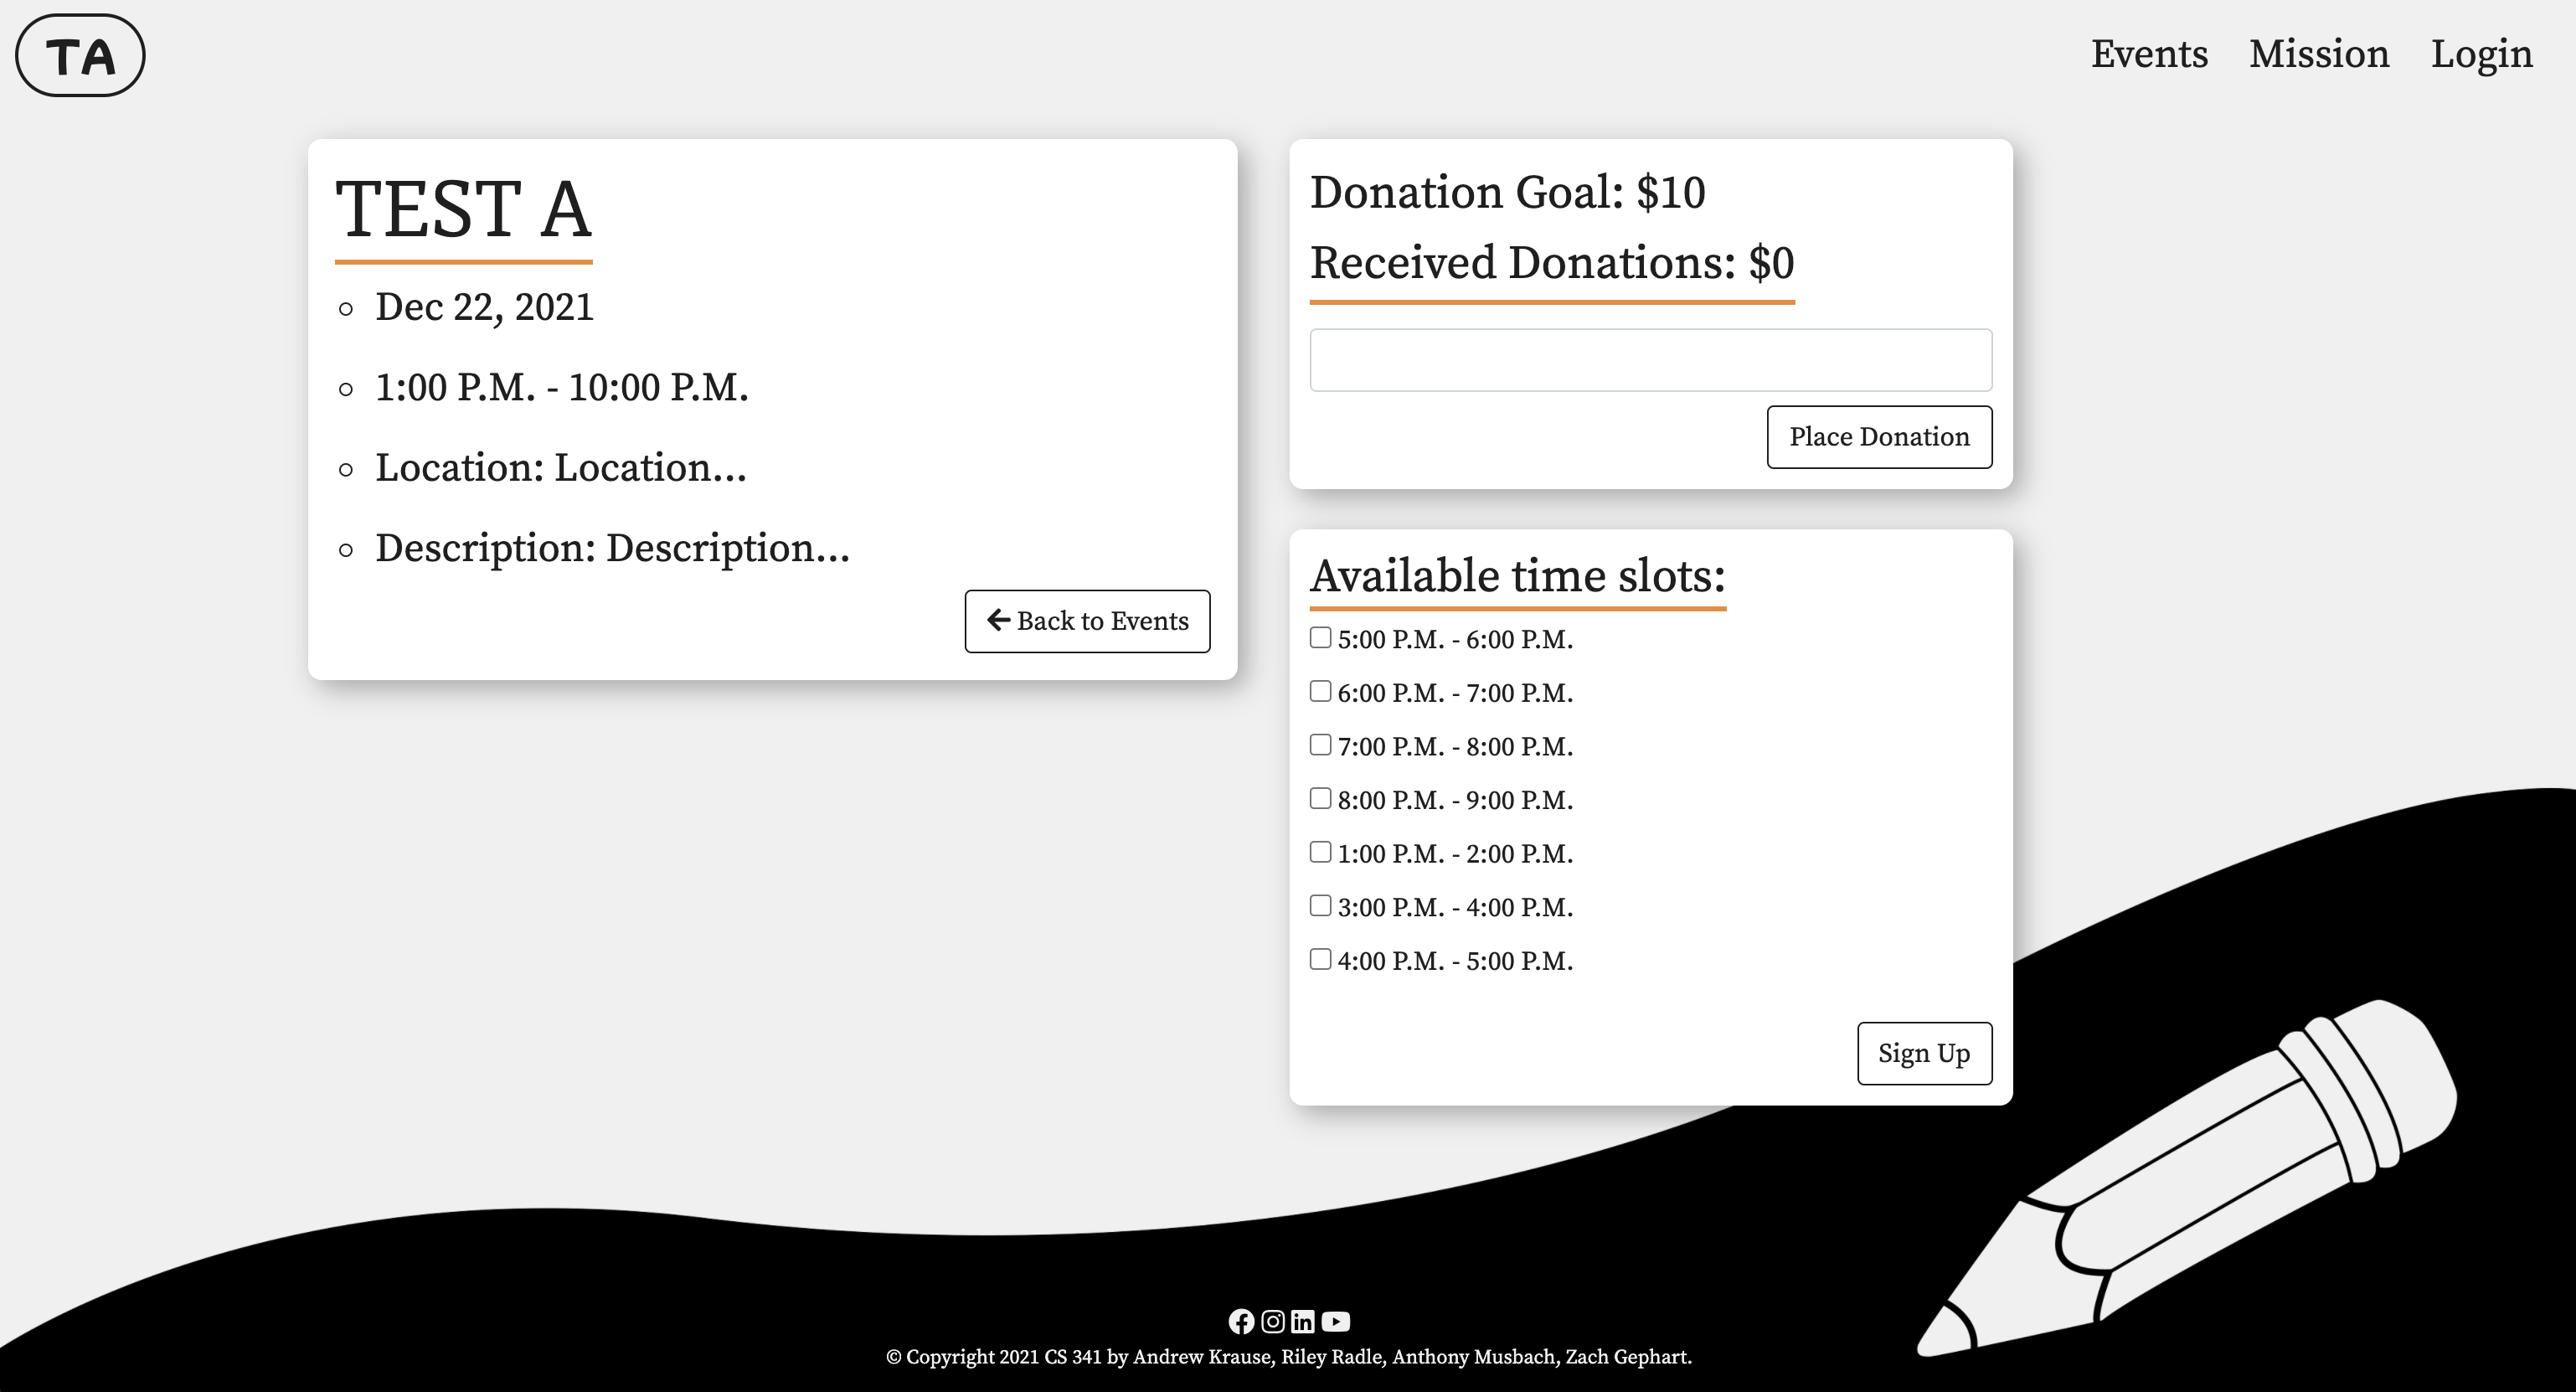 TA
Events Mission Login
TEST A
Dec 22, 2021
1:00 P.M. - 10:00 P.M.
Location: Location...
Description: Description...
Back to Events
Donation Goal: $10
Received Donations: $0
Place Donation
Available time slots:
5:00 P.M. - 6:00 P.M.
6:00 P.M. - 7:00 P.M.
7:00 P.M. - 8:00 P.M.
8:00 P.M. - 9:00 P.M.
1:00 P.M. - 2:00 P.M.
3:00 P.M. - 4:00 P.M.
4:00 P.M. - 5:00 P.M.
Sign Up
© Copyright 2021 CS 341 by Andrew Krause, Riley Radle, Anthony Musbach, Zach Gephart.